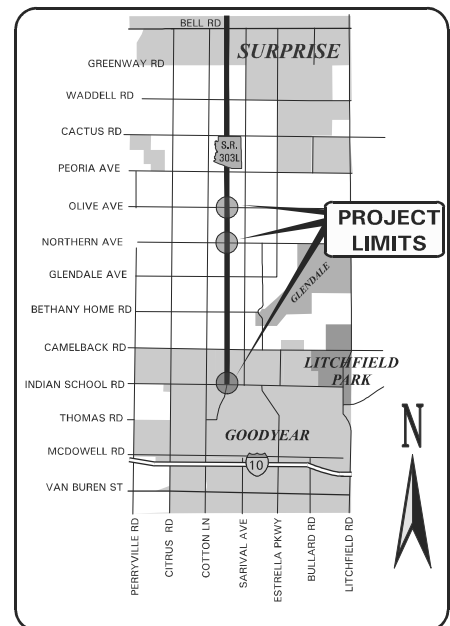 BELL RD
SURPRISE
GREENWAY RD
WADDELL RD
CACTUS RD
S.R.
303L
PEORIA AVE
OLIVE AVE
PROJECT
LIMITS
NORTHERN AVE
GLENDALE AVE
GLENDALE
BETHANY HOME RD
CAMELBACK RD
LITCHFIELD
PARK
INDIAN SCHOOL RD
THOMAS RD
GOODYEAR
N
MCDOWELL RD
10
VAN BUREN ST
PERRYVILLE RD
CITRUS RD
COTTON LN
SARIVAL AVE
ESTRELLA PKWY
BULLARD RD
LITCHFIELD RD